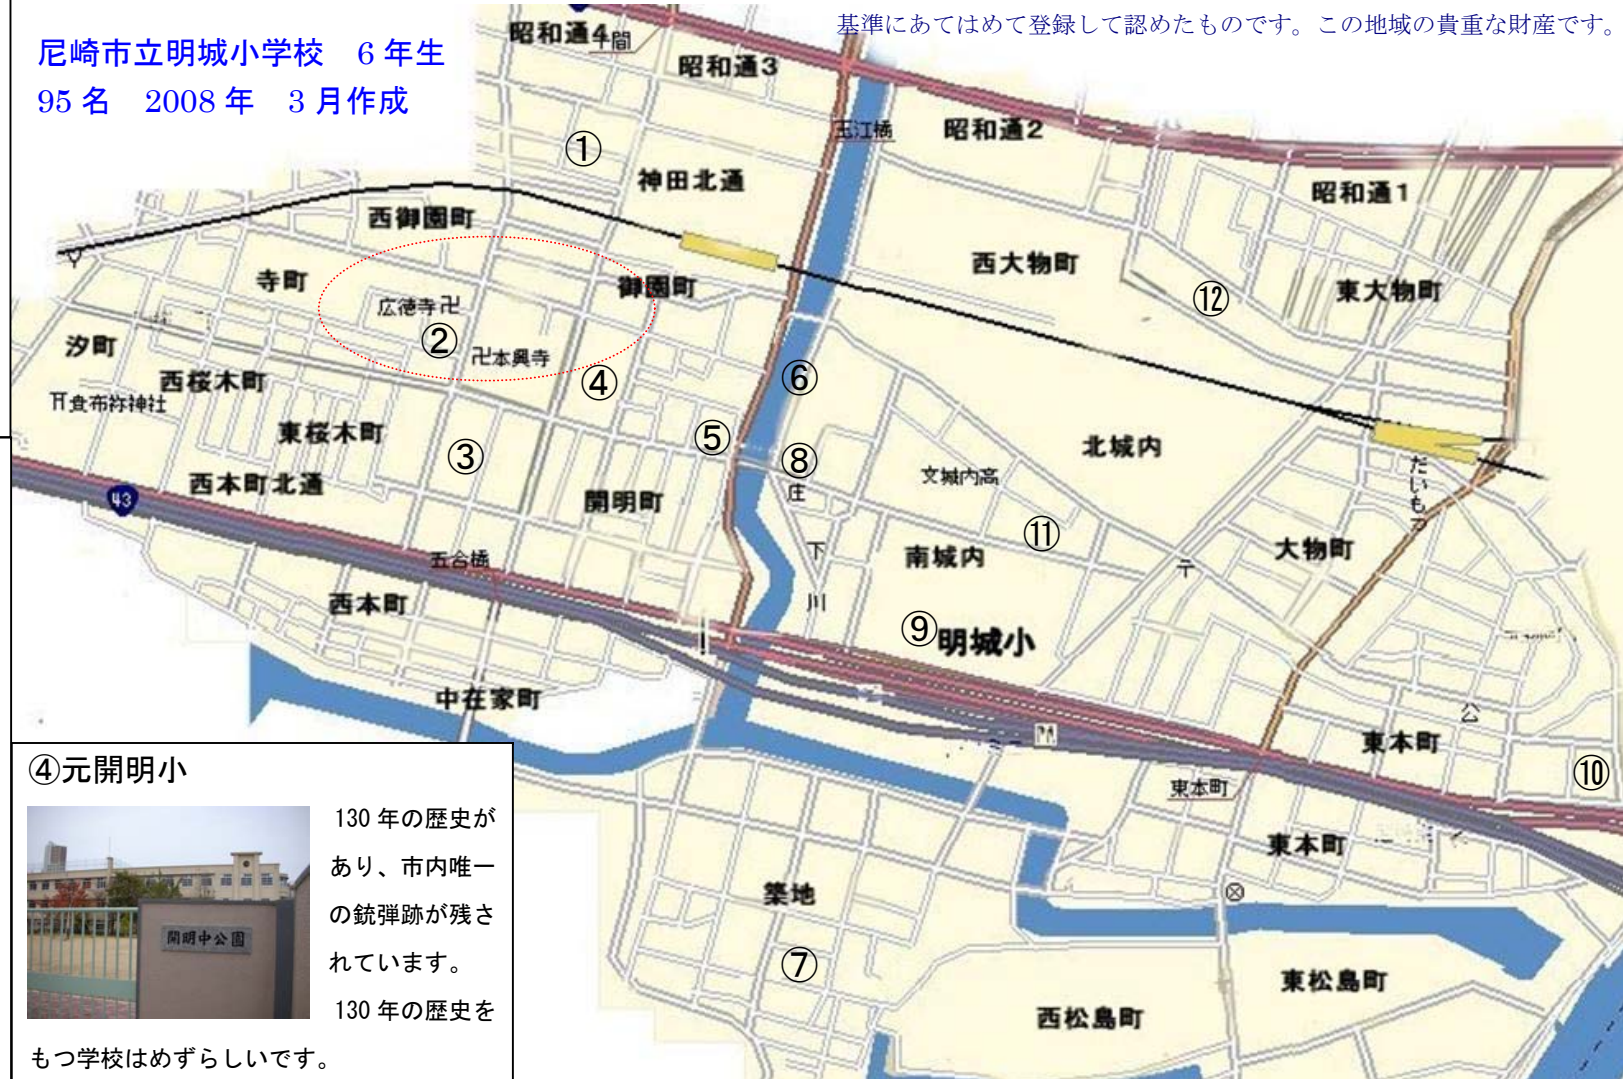 基準にあてはめて登録して認めたものです。この地域の貴重な財産です。
尼崎市立明城小学校　6年生
95名　2008年　3月作成
昭和通4
間
昭和通3
玉江橋
昭和通2
昭和通1
①
神田北通
西御園町
寺町
広徳寺卍
②
卍本興寺
御園町
④
西大物町
⑫
東大物町
汐町
西桜木町
東桜木町
③
西本町北通
43
開明町
⑤
⑥
⑧
庄
下
川
文城内高
北城内
⑪
南城内
〒
大物町
だいもつ
五合橋
西本町
⑨明城小
中在家町
公
東本町
⑩
東本町
東本町
築地
⑦
西松島町
東松島町
④元開明小
開明中公園
130年の歴史が
あり、市内唯一
の銃弾跡が残さ
れています。
130年の歴史を
もつ学校はめずらしいです。